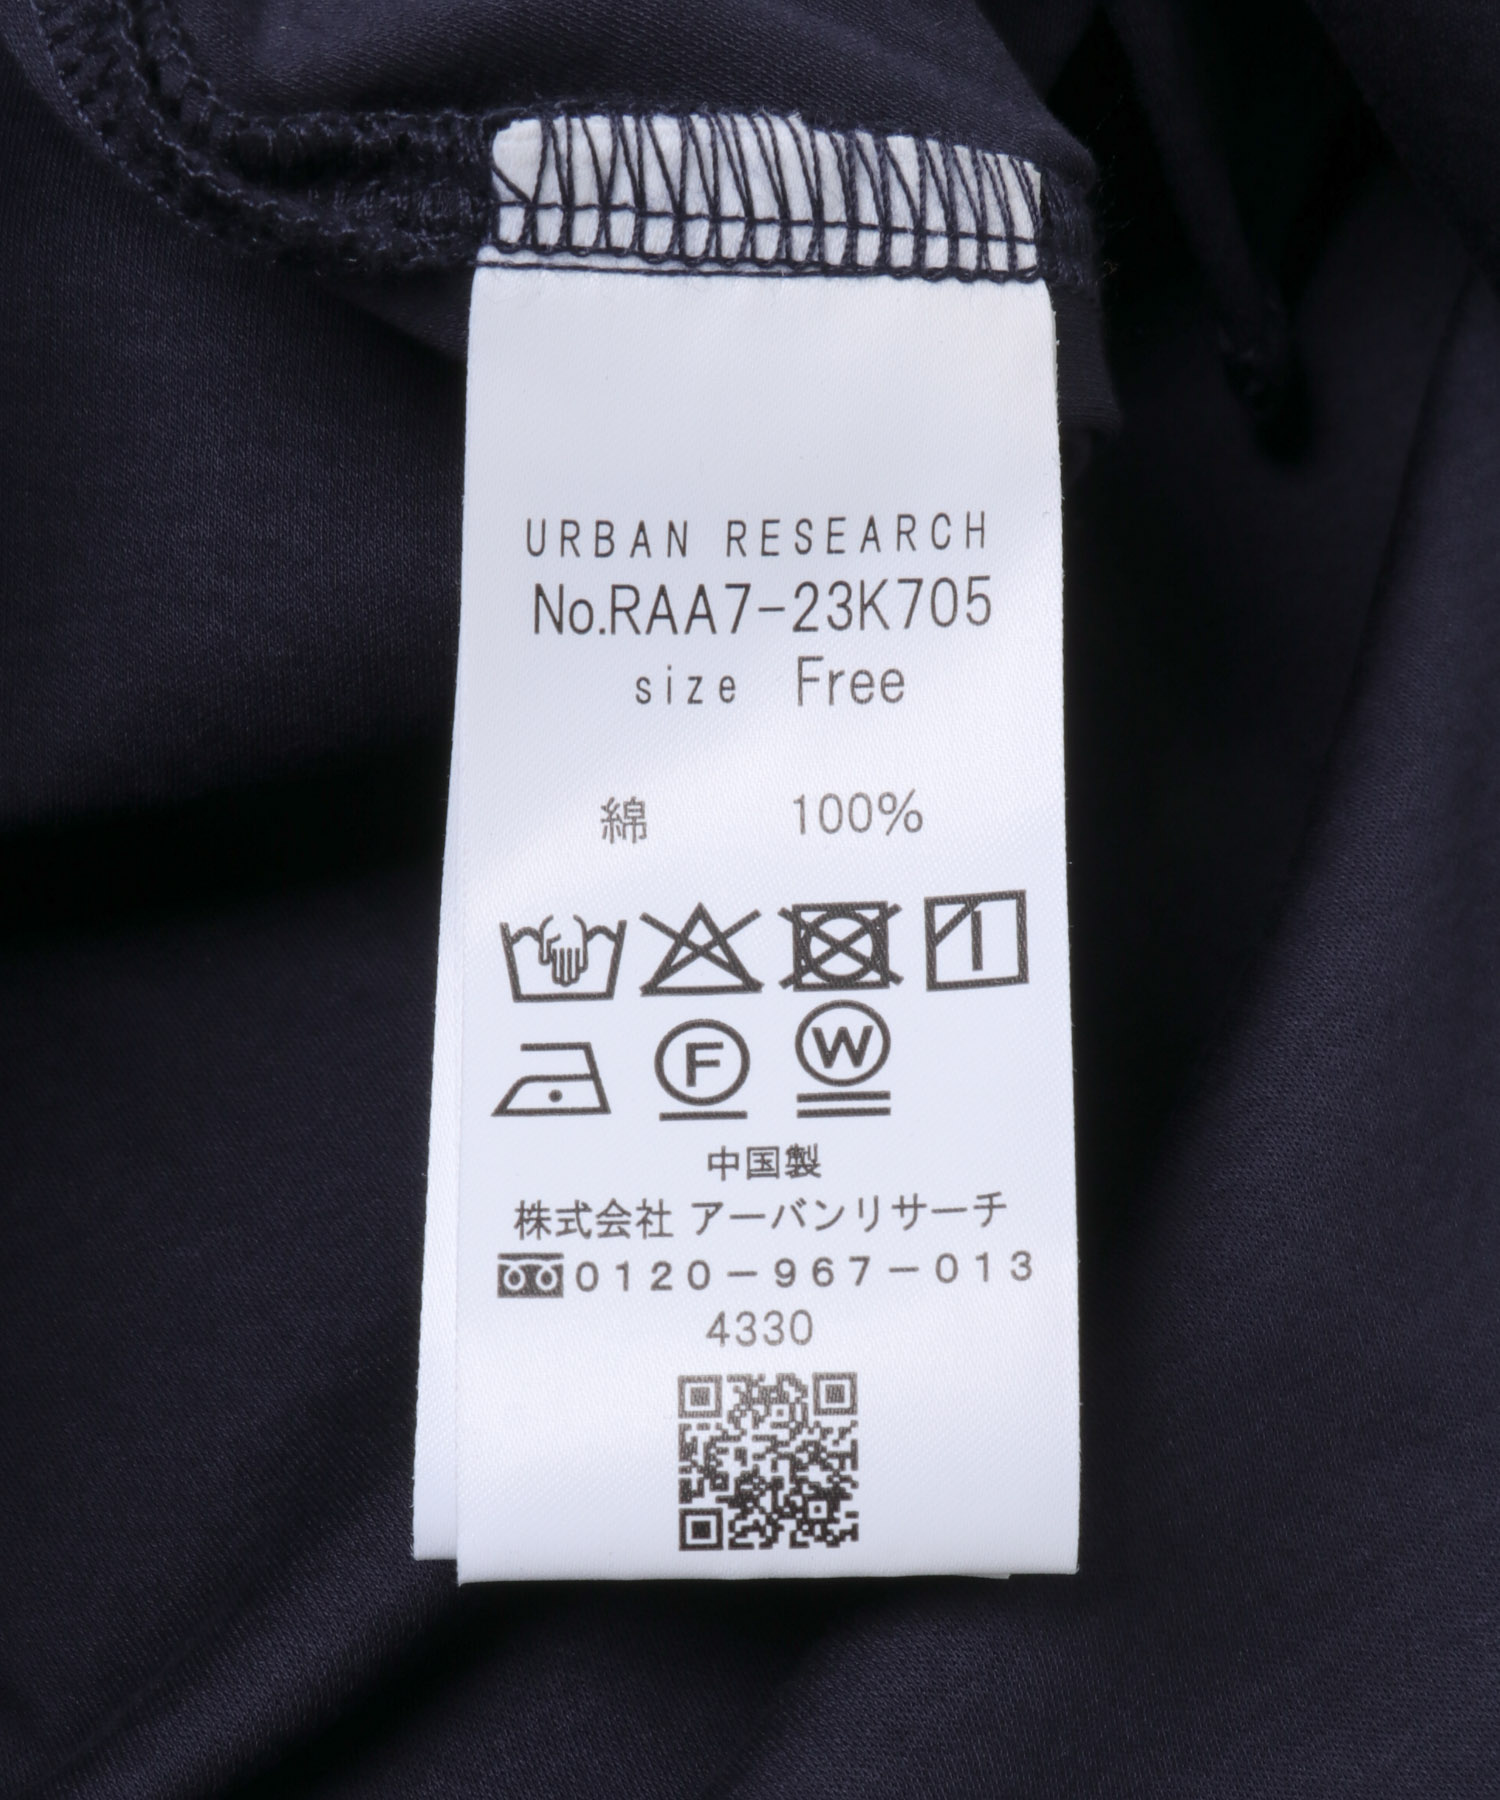 URBAN RESEARCH
No.RAA7-23K705
size Free
綿 100%
F W
中国製
株式会社 アーバンリサーチ
0120-967-013
4330